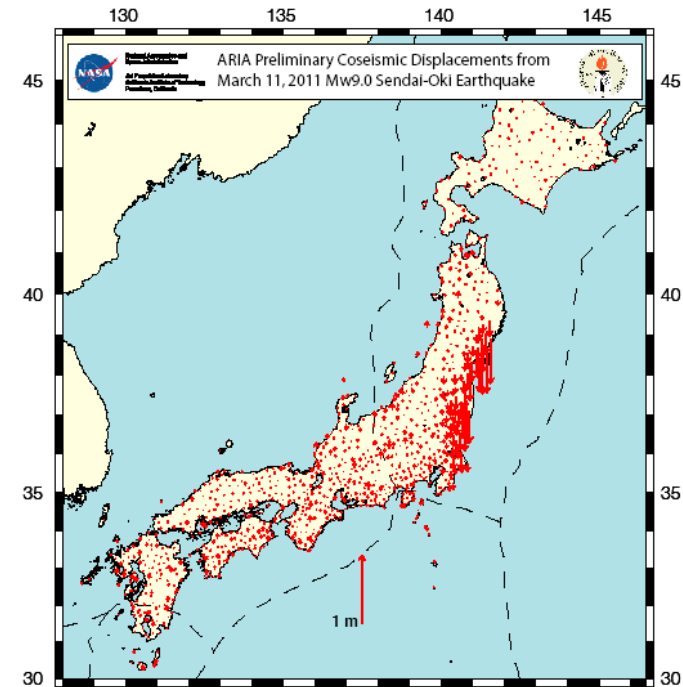 130 135 140 145
NASA
ARIA Preliminary Coseismic Displacements from
March 11, 2011 Mw9.0 Sendai-Oki Earthquake
45 45
40 40
35 35
1 m
30 30